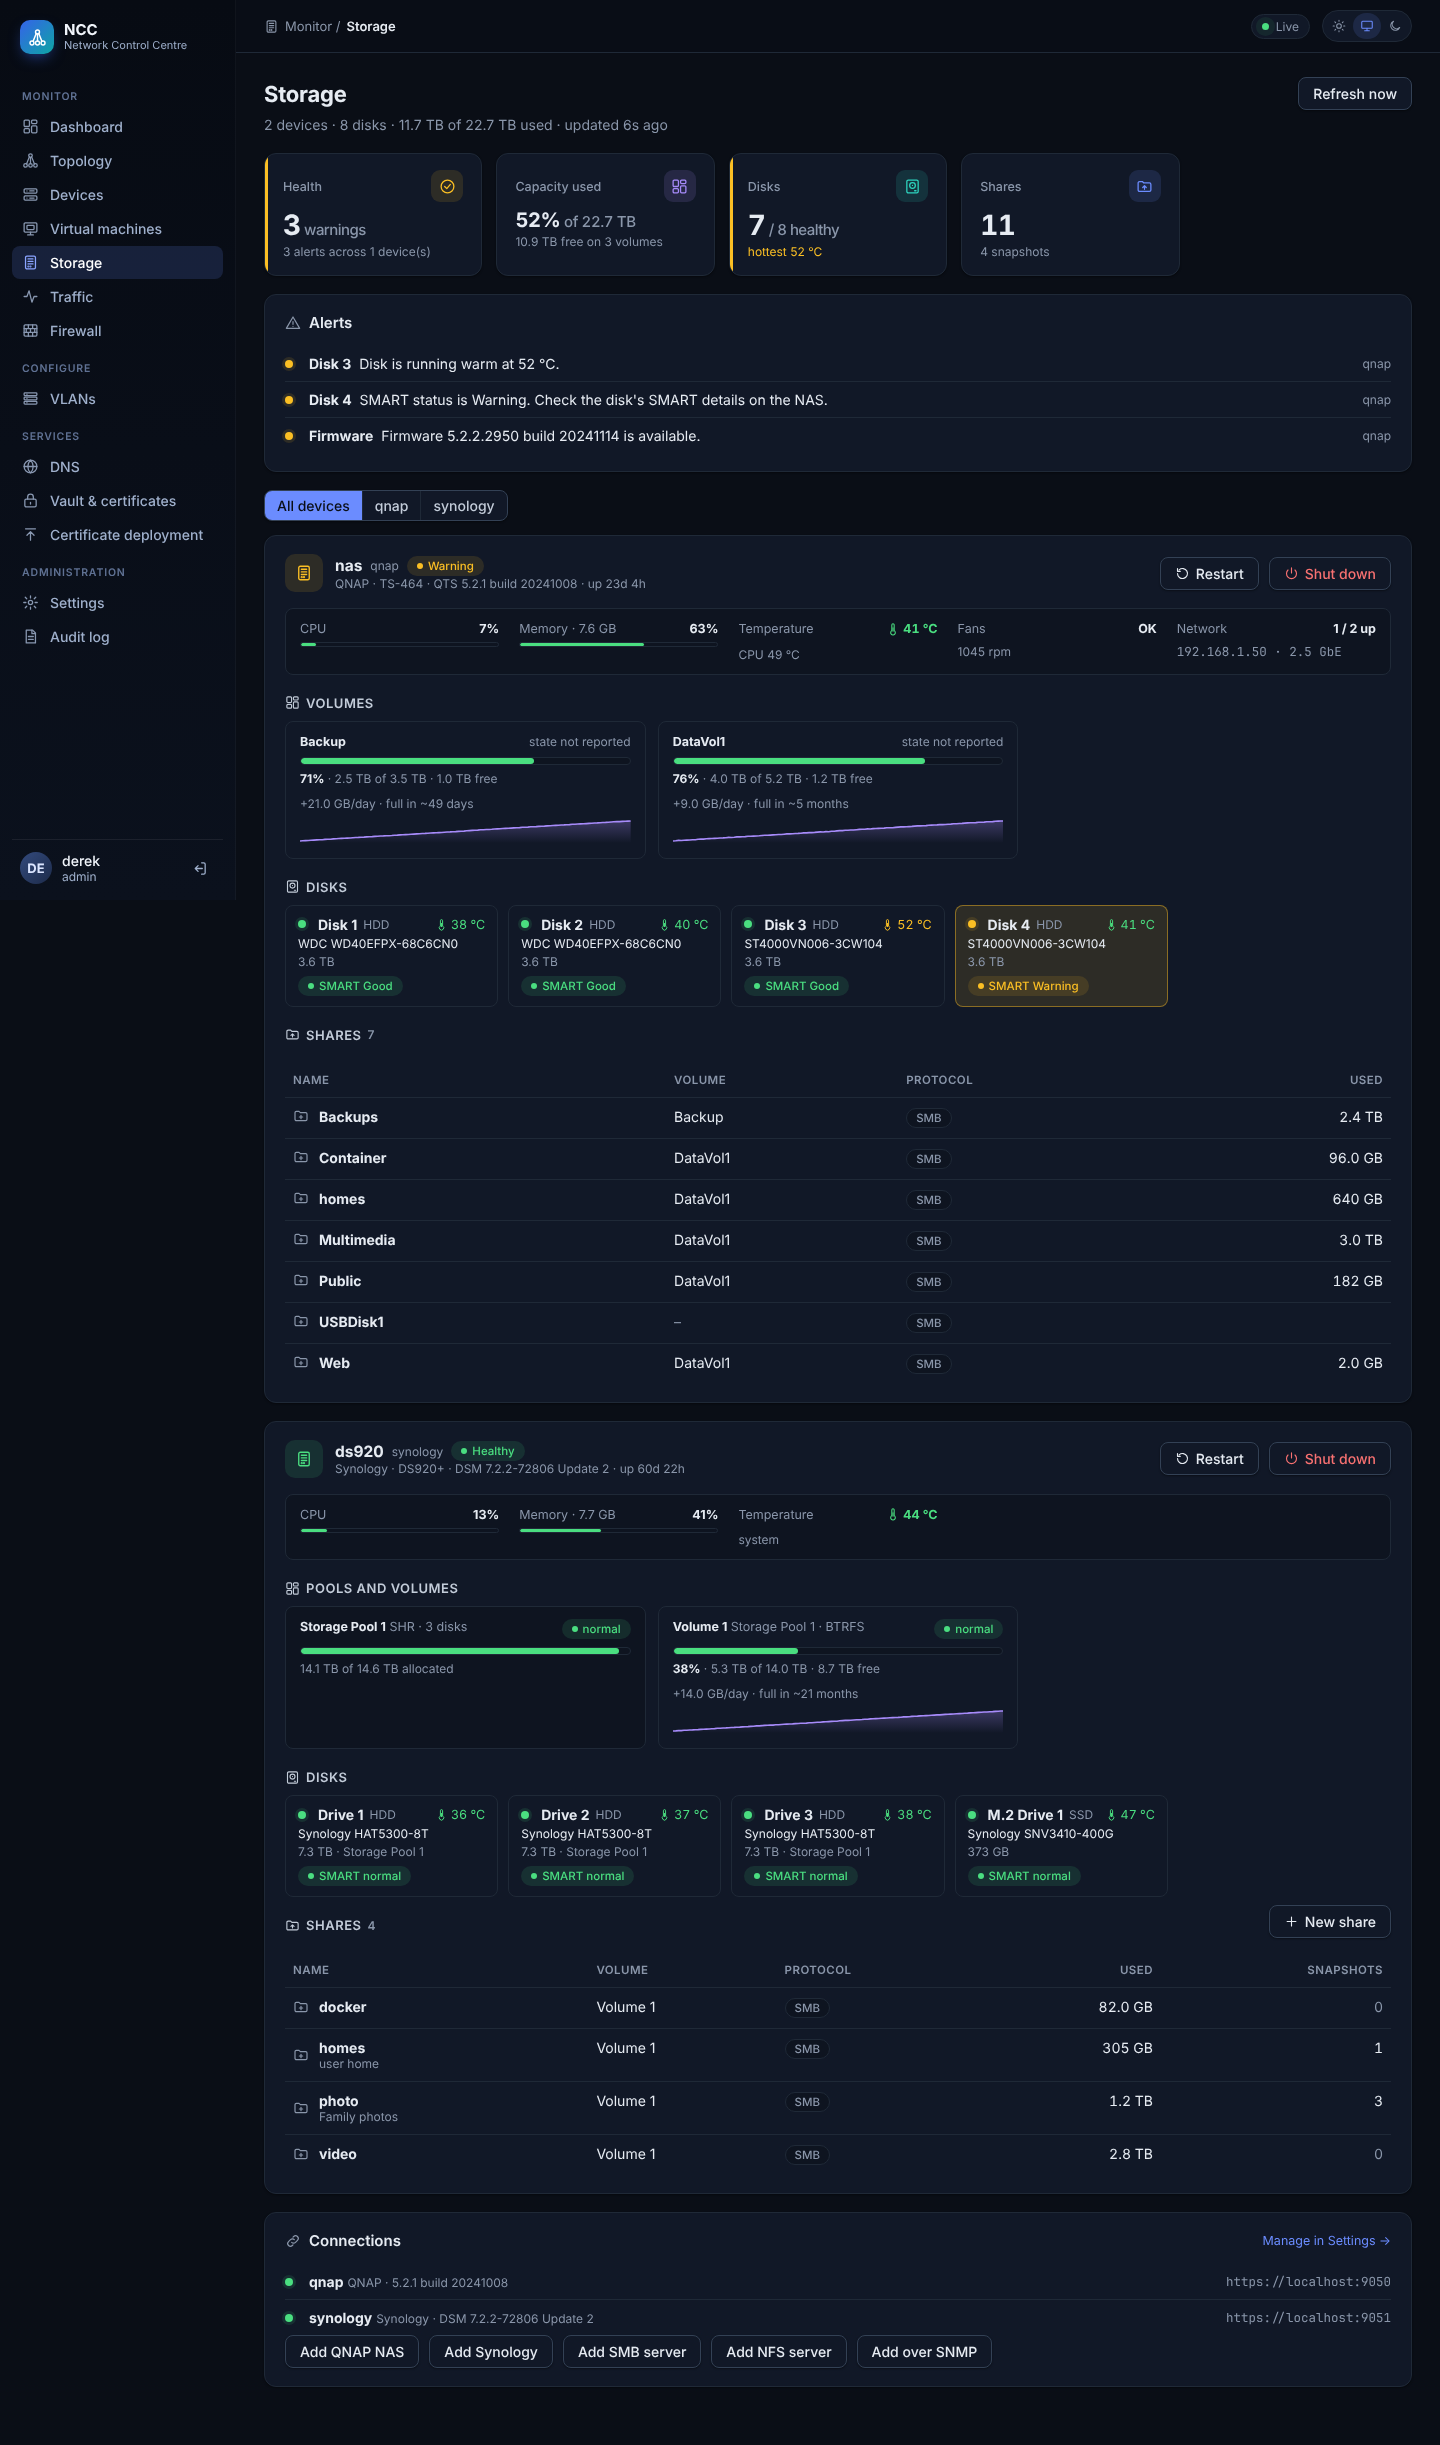 NCC
Network Control Centre
MONITOR
Dashboard
Topology
Devices
Virtual machines
Storage
Traffic
Firewall
CONFIGURE
VLANs
SERVICES
DNS
Vault & certificates
Certificate deployment
ADMINISTRATION
Settings
Audit log
DE
derek
admin
Monitor / Storage
Live
Storage
Refresh now
2 devices · 8 disks · 11.7 TB of 22.7 TB used · updated 6s ago
Health
3 warnings
3 alerts across 1 device(s)
Capacity used
52% of 22.7 TB
10.9 TB free on 3 volumes
Disks
7 / 8 healthy
hottest 52 °C
Shares
11
4 snapshots
Alerts
Disk 3 Disk is running warm at 52 °C. qnap
Disk 4 SMART status is Warning. Check the disk's SMART details on the NAS. qnap
Firmware Firmware 5.2.2.2950 build 20241114 is available. qnap
All devices qnap synology
nas qnap Warning
QNAP · TS-464 · QTS 5.2.1 build 20241008 · up 23d 4h
Restart Shut down
CPU 7%
Memory · 7.6 GB 63%
Temperature 41 °C
CPU 49 °C
Fans OK
1045 rpm
Network 1 / 2 up
192.168.1.50 · 2.5 GbE
VOLUMES
Backup state not reported
71% · 2.5 TB of 3.5 TB · 1.0 TB free
+21.0 GB/day · full in ~49 days
DataVol1 state not reported
76% · 4.0 TB of 5.2 TB · 1.2 TB free
+9.0 GB/day · full in ~5 months
DISKS
Disk 1 HDD 38 °C
WDC WD40EFPX-68C6CN0
3.6 TB
SMART Good
Disk 2 HDD 40 °C
WDC WD40EFPX-68C6CN0
3.6 TB
SMART Good
Disk 3 HDD 52 °C
ST4000VN006-3CW104
3.6 TB
SMART Good
Disk 4 HDD 41 °C
ST4000VN006-3CW104
3.6 TB
SMART Warning
SHARES 7
NAME VOLUME PROTOCOL USED
Backups Backup SMB 2.4 TB
Container DataVol1 SMB 96.0 GB
homes DataVol1 SMB 640 GB
Multimedia DataVol1 SMB 3.0 TB
Public DataVol1 SMB 182 GB
USBDisk1 – SMB
Web DataVol1 SMB 2.0 GB
ds920 synology Healthy
Synology · DS920+ · DSM 7.2.2-72806 Update 2 · up 60d 22h
Restart Shut down
CPU 13%
Memory · 7.7 GB 41%
Temperature 44 °C
system
POOLS AND VOLUMES
Storage Pool 1 SHR · 3 disks normal
14.1 TB of 14.6 TB allocated
Volume 1 Storage Pool 1 · BTRFS normal
38% · 5.3 TB of 14.0 TB · 8.7 TB free
+14.0 GB/day · full in ~21 months
DISKS
Drive 1 HDD 36 °C
Synology HAT5300-8T
7.3 TB · Storage Pool 1
SMART normal
Drive 2 HDD 37 °C
Synology HAT5300-8T
7.3 TB · Storage Pool 1
SMART normal
Drive 3 HDD 38 °C
Synology HAT5300-8T
7.3 TB · Storage Pool 1
SMART normal
M.2 Drive 1 SSD 47 °C
Synology SNV3410-400G
373 GB
SMART normal
SHARES 4
New share
NAME VOLUME PROTOCOL USED SNAPSHOTS
docker Volume 1 SMB 82.0 GB 0
homes Volume 1 SMB 305 GB 1
user home
photo Volume 1 SMB 1.2 TB 3
Family photos
video Volume 1 SMB 2.8 TB 0
Connections
Manage in Settings →
qnap QNAP · 5.2.1 build 20241008 https://localhost:9050
synology Synology · DSM 7.2.2-72806 Update 2 https://localhost:9051
Add QNAP NAS Add Synology Add SMB server Add NFS server Add over SNMP